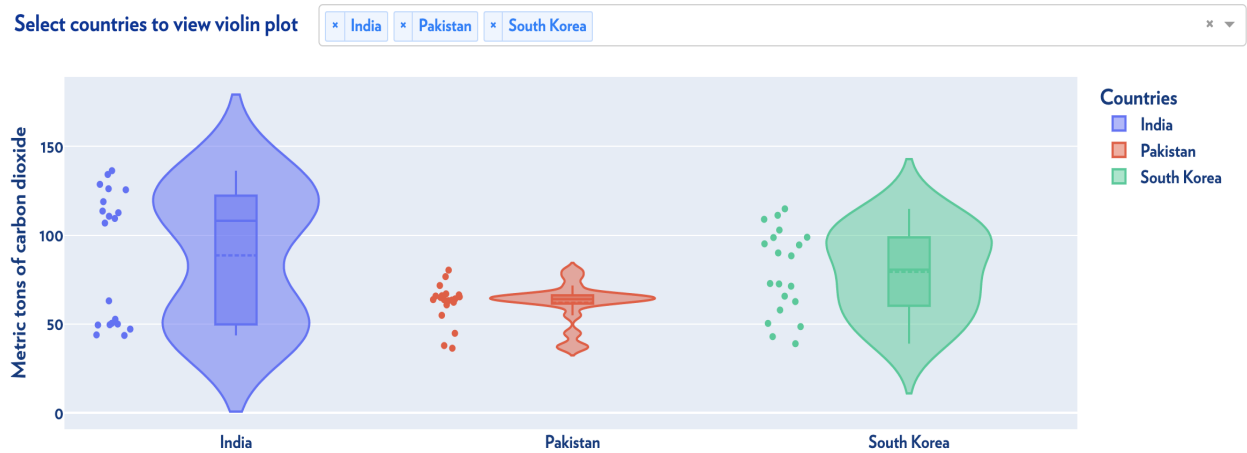 Select countries to view violin plot
× India × Pakistan × South Korea
×
Metric tons of carbon dioxide
150
100
50
0
India
Pakistan
South Korea
Countries
India
Pakistan
South Korea